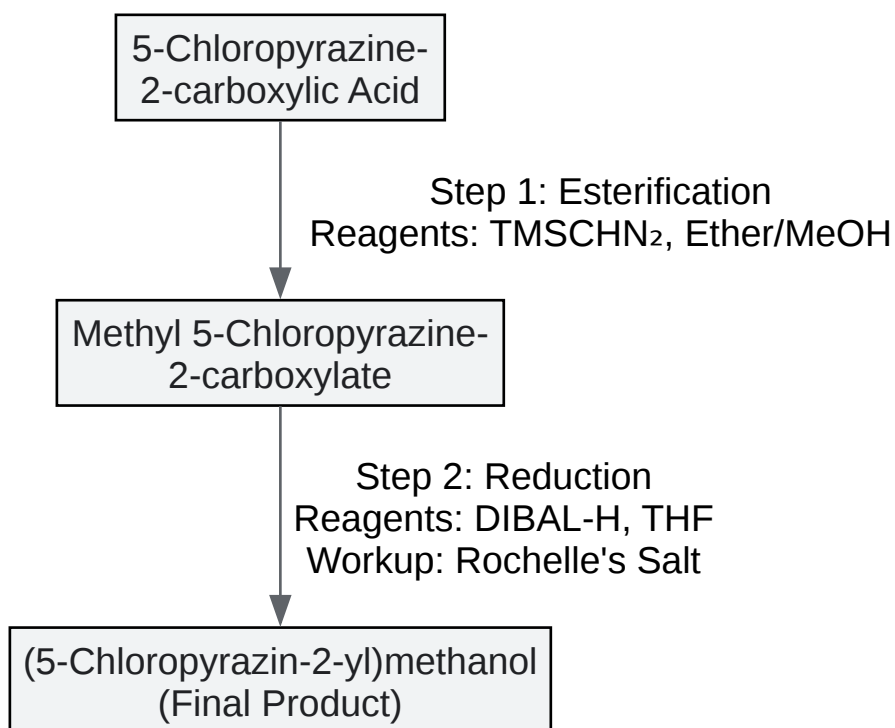 5-Chloropyrazine-
2-carboxylic Acid
Step 1: Esterification
Reagents: TMSCHN₂, Ether/MeOH
Methyl 5-Chloropyrazine-
2-carboxylate
Step 2: Reduction
Reagents: DIBAL-H, THF
Workup: Rochelle's Salt
(5-Chloropyrazin-2-yl)methanol
(Final Product)